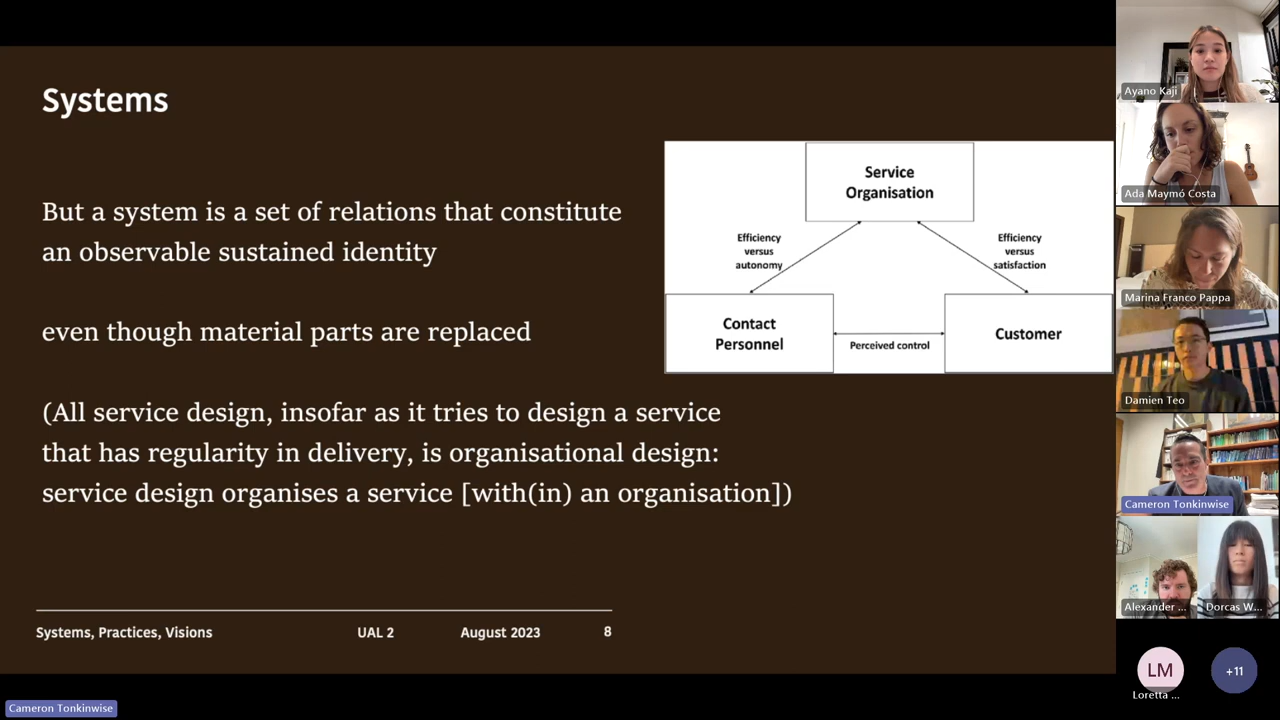 Systems
But a system is a set of relations that constitute
an observable sustained identity
even though material parts are replaced
(All service design, insofar as it tries to design a service
that has regularity in delivery, is organisational design:
service design organises a service [with(in) an organisation])
Service
Organisation
Efficiency
versus
autonomy
Efficiency
versus
satisfaction
Contact
Personnel
Perceived control
Customer
Systems, Practices, Visions
UAL 2
August 2023
8
Ayano Kaji
Ada Maymó Costa
Marina Franco Pappa
Damien Teo
Cameron Tonkinwise
Alexander ...
Dorcas W...
LM
Loretta ...
+11
Cameron Tonkinwise